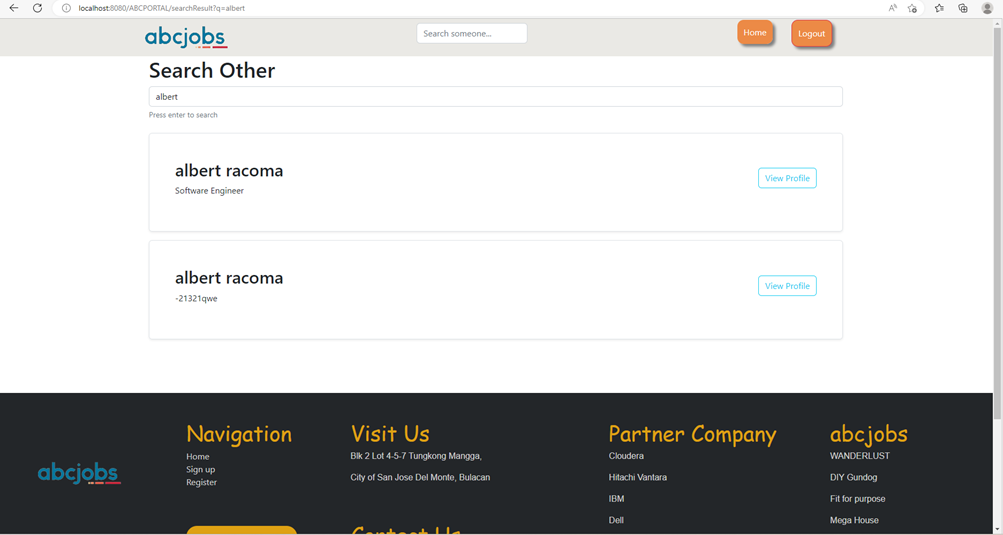 localhost:8080/ABCPORTAL/searchResult?q=albert
abcjobs
Search someone...
Home
Logout
Search Other
albert
Press enter to search
albert racoma
Software Engineer
View Profile
albert racoma
-21321qwe
View Profile
abcjobs
Navigation
Home
Sign up
Register
Visit Us
Blk 2 Lot 4-5-7 Tungkong Mangga,
City of San Jose Del Monte, Bulacan
Contact Us
Partner Company
Cloudera
Hitachi Vantara
IBM
Dell
abcjobs
WANDERLUST
DIY Gundog
Fit for purpose
Mega House